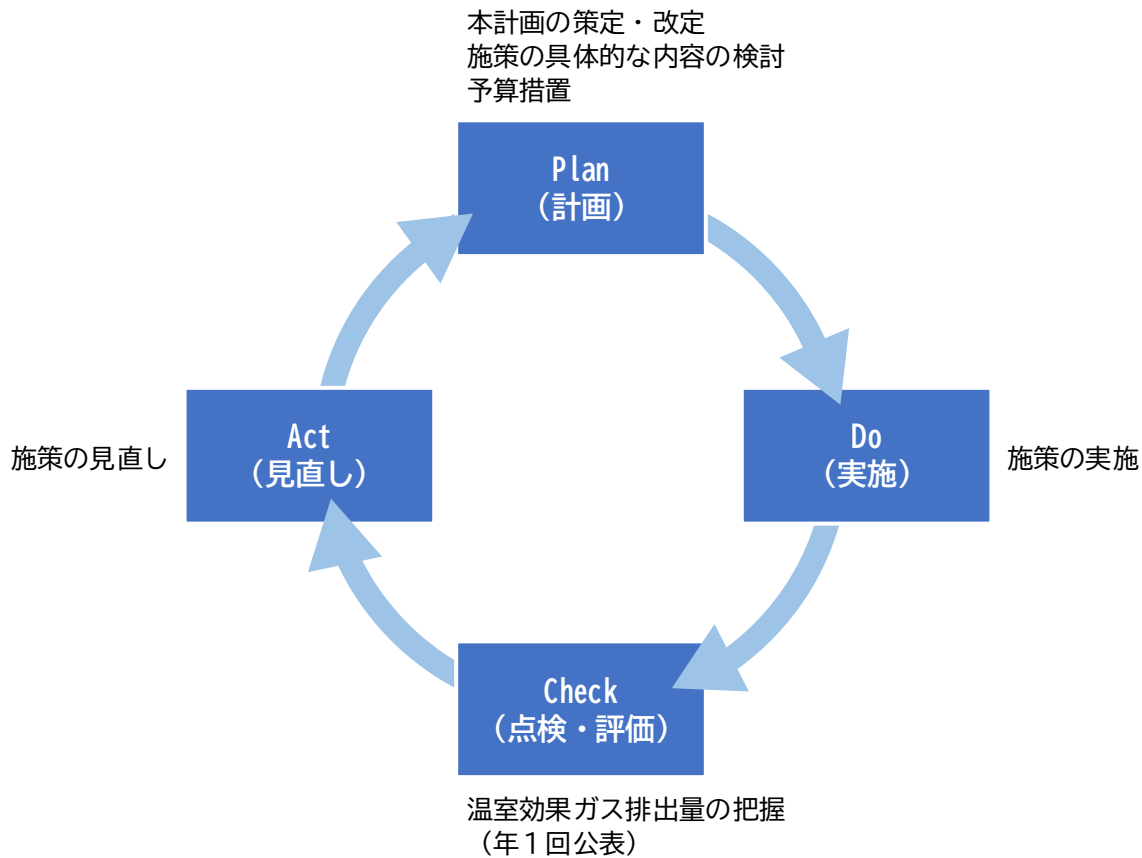 本計画の策定・改定
施策の具体的な内容の検討
予算措置
Plan
（計画）
Do
（実施）
施策の実施
Check
（点検・評価）
温室効果ガス排出量の把握
（年１回公表）
Act
（見直し）
施策の見直し